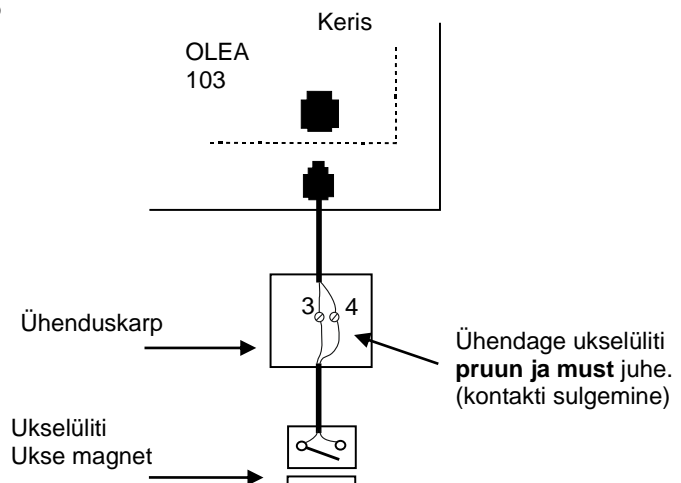 Keris
OLEA
103
3 4
Ühenduskarp
Ühendage ukselüliti
pruun ja must juhe.
(kontakti sulgemine)
Ukselüliti
Ukse magnet